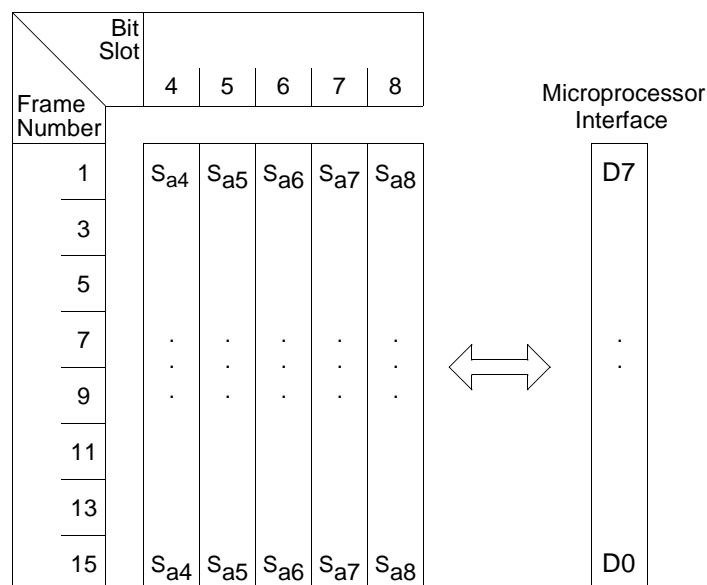 Bit
Slot
4 5 6 7 8
Frame
Number
Microprocessor
Interface
1 Sa4 Sa5 Sa6 Sa7 Sa8 D7
3
5
7 . . . . . .
. . . . . .
9 . . . . .
11
13
15 Sa4 Sa5 Sa6 Sa7 Sa8 D0